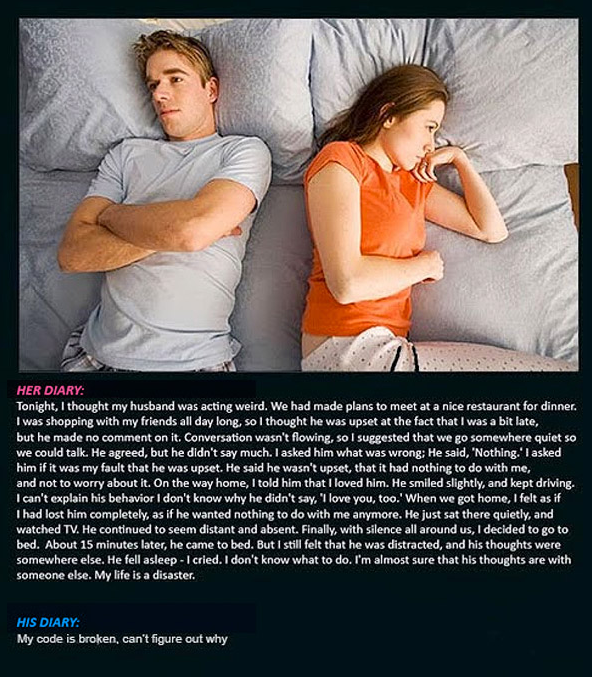 HER DIARY:
Tonight, I thought my husband was acting weird. We had made plans to meet at a nice restaurant for dinner.
I was shopping with my friends all day long, so I thought he was upset at the fact that I was a bit late,
but he made no comment on it. Conversation wasn't flowing, so I suggested that we go somewhere quiet so
we could talk. He agreed, but he didn't say much. I asked him what was wrong; He said, 'Nothing.' I asked
him if it was my fault that he was upset. He said he wasn't upset, that it had nothing to do with me,
and not to worry about it. On the way home, I told him that I loved him. He smiled slightly, and kept driving.
I can't explain his behavior I don't know why he didn't say, 'I love you, too.' When we got home, I felt as if
I had lost him completely, as if he wanted nothing to do with me anymore. He just sat there quietly, and
watched TV. He continued to seem distant and absent. Finally, with silence all around us, I decided to go to
bed. About 15 minutes later, he came to bed. But I still felt that he was distracted, and his thoughts were
somewhere else. He fell asleep - I cried. I don't know what to do. I'm almost sure that his thoughts are with
someone else. My life is a disaster.
HIS DIARY:
My code is broken, can't figure out why